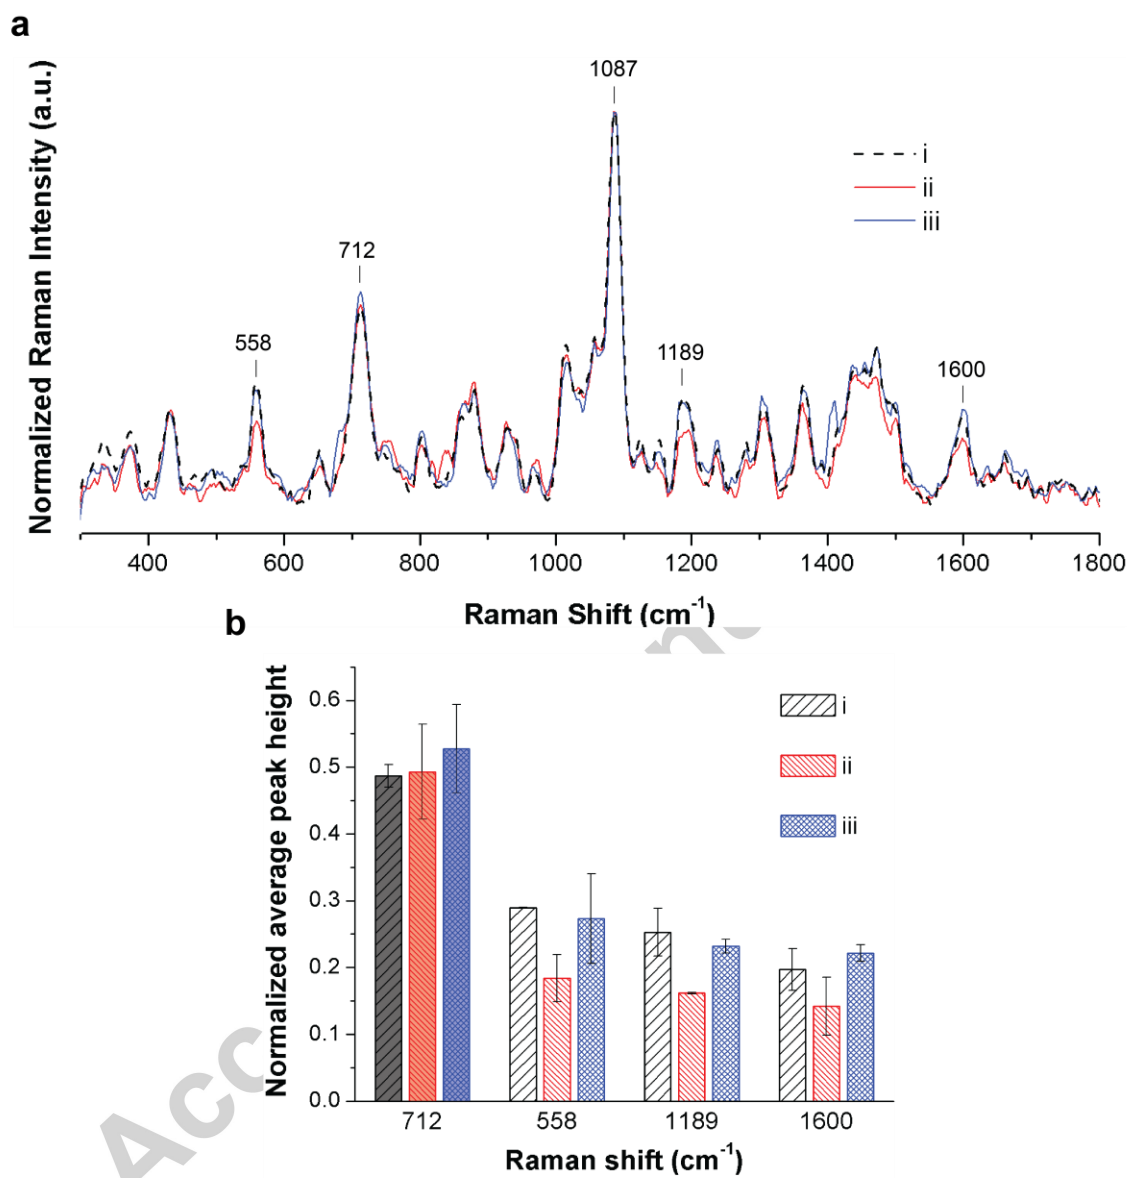 a
Normalized Raman Intensity (a.u.)
1087
712
558
1189
1600
i
ii
iii
400 600 800 1000 1200 1400 1600 1800
Raman Shift (cm⁻¹)
b
Normalized average peak height
0.6
0.5
0.4
0.3
0.2
0.1
0.0
i
ii
iii
712 558 1189 1600
Raman shift (cm⁻¹)
Acc